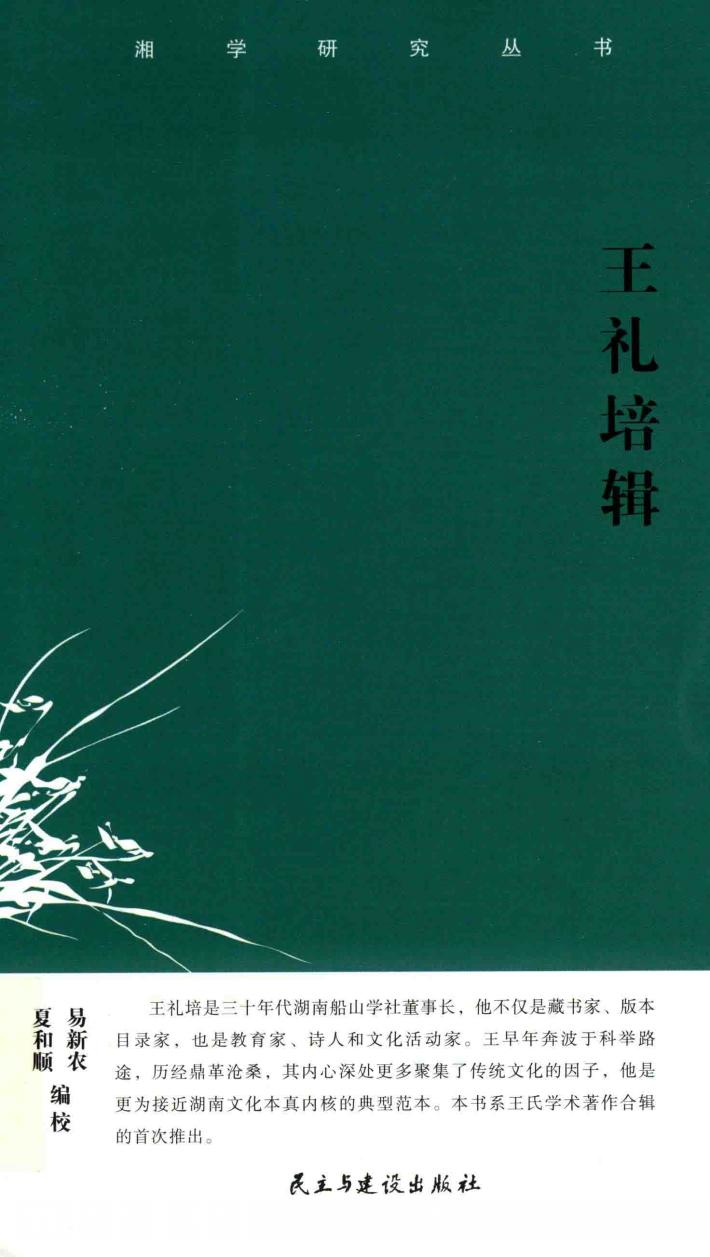 湘学研究丛书
王礼培辑
易新农
夏和顺
编校
王礼培是三十年代湖南船山学社董事长，他不仅是藏书家、版本
目录家，也是教育家、诗人和文化活动家。王早年奔波于科举路
途，历经鼎革沧桑，其内心深处更多聚集了传统文化的因子，他是
更为接近湖南文化本真内核的典型范本。本书系王氏学术著作合辑
的首次推出。
民主与建设出版社